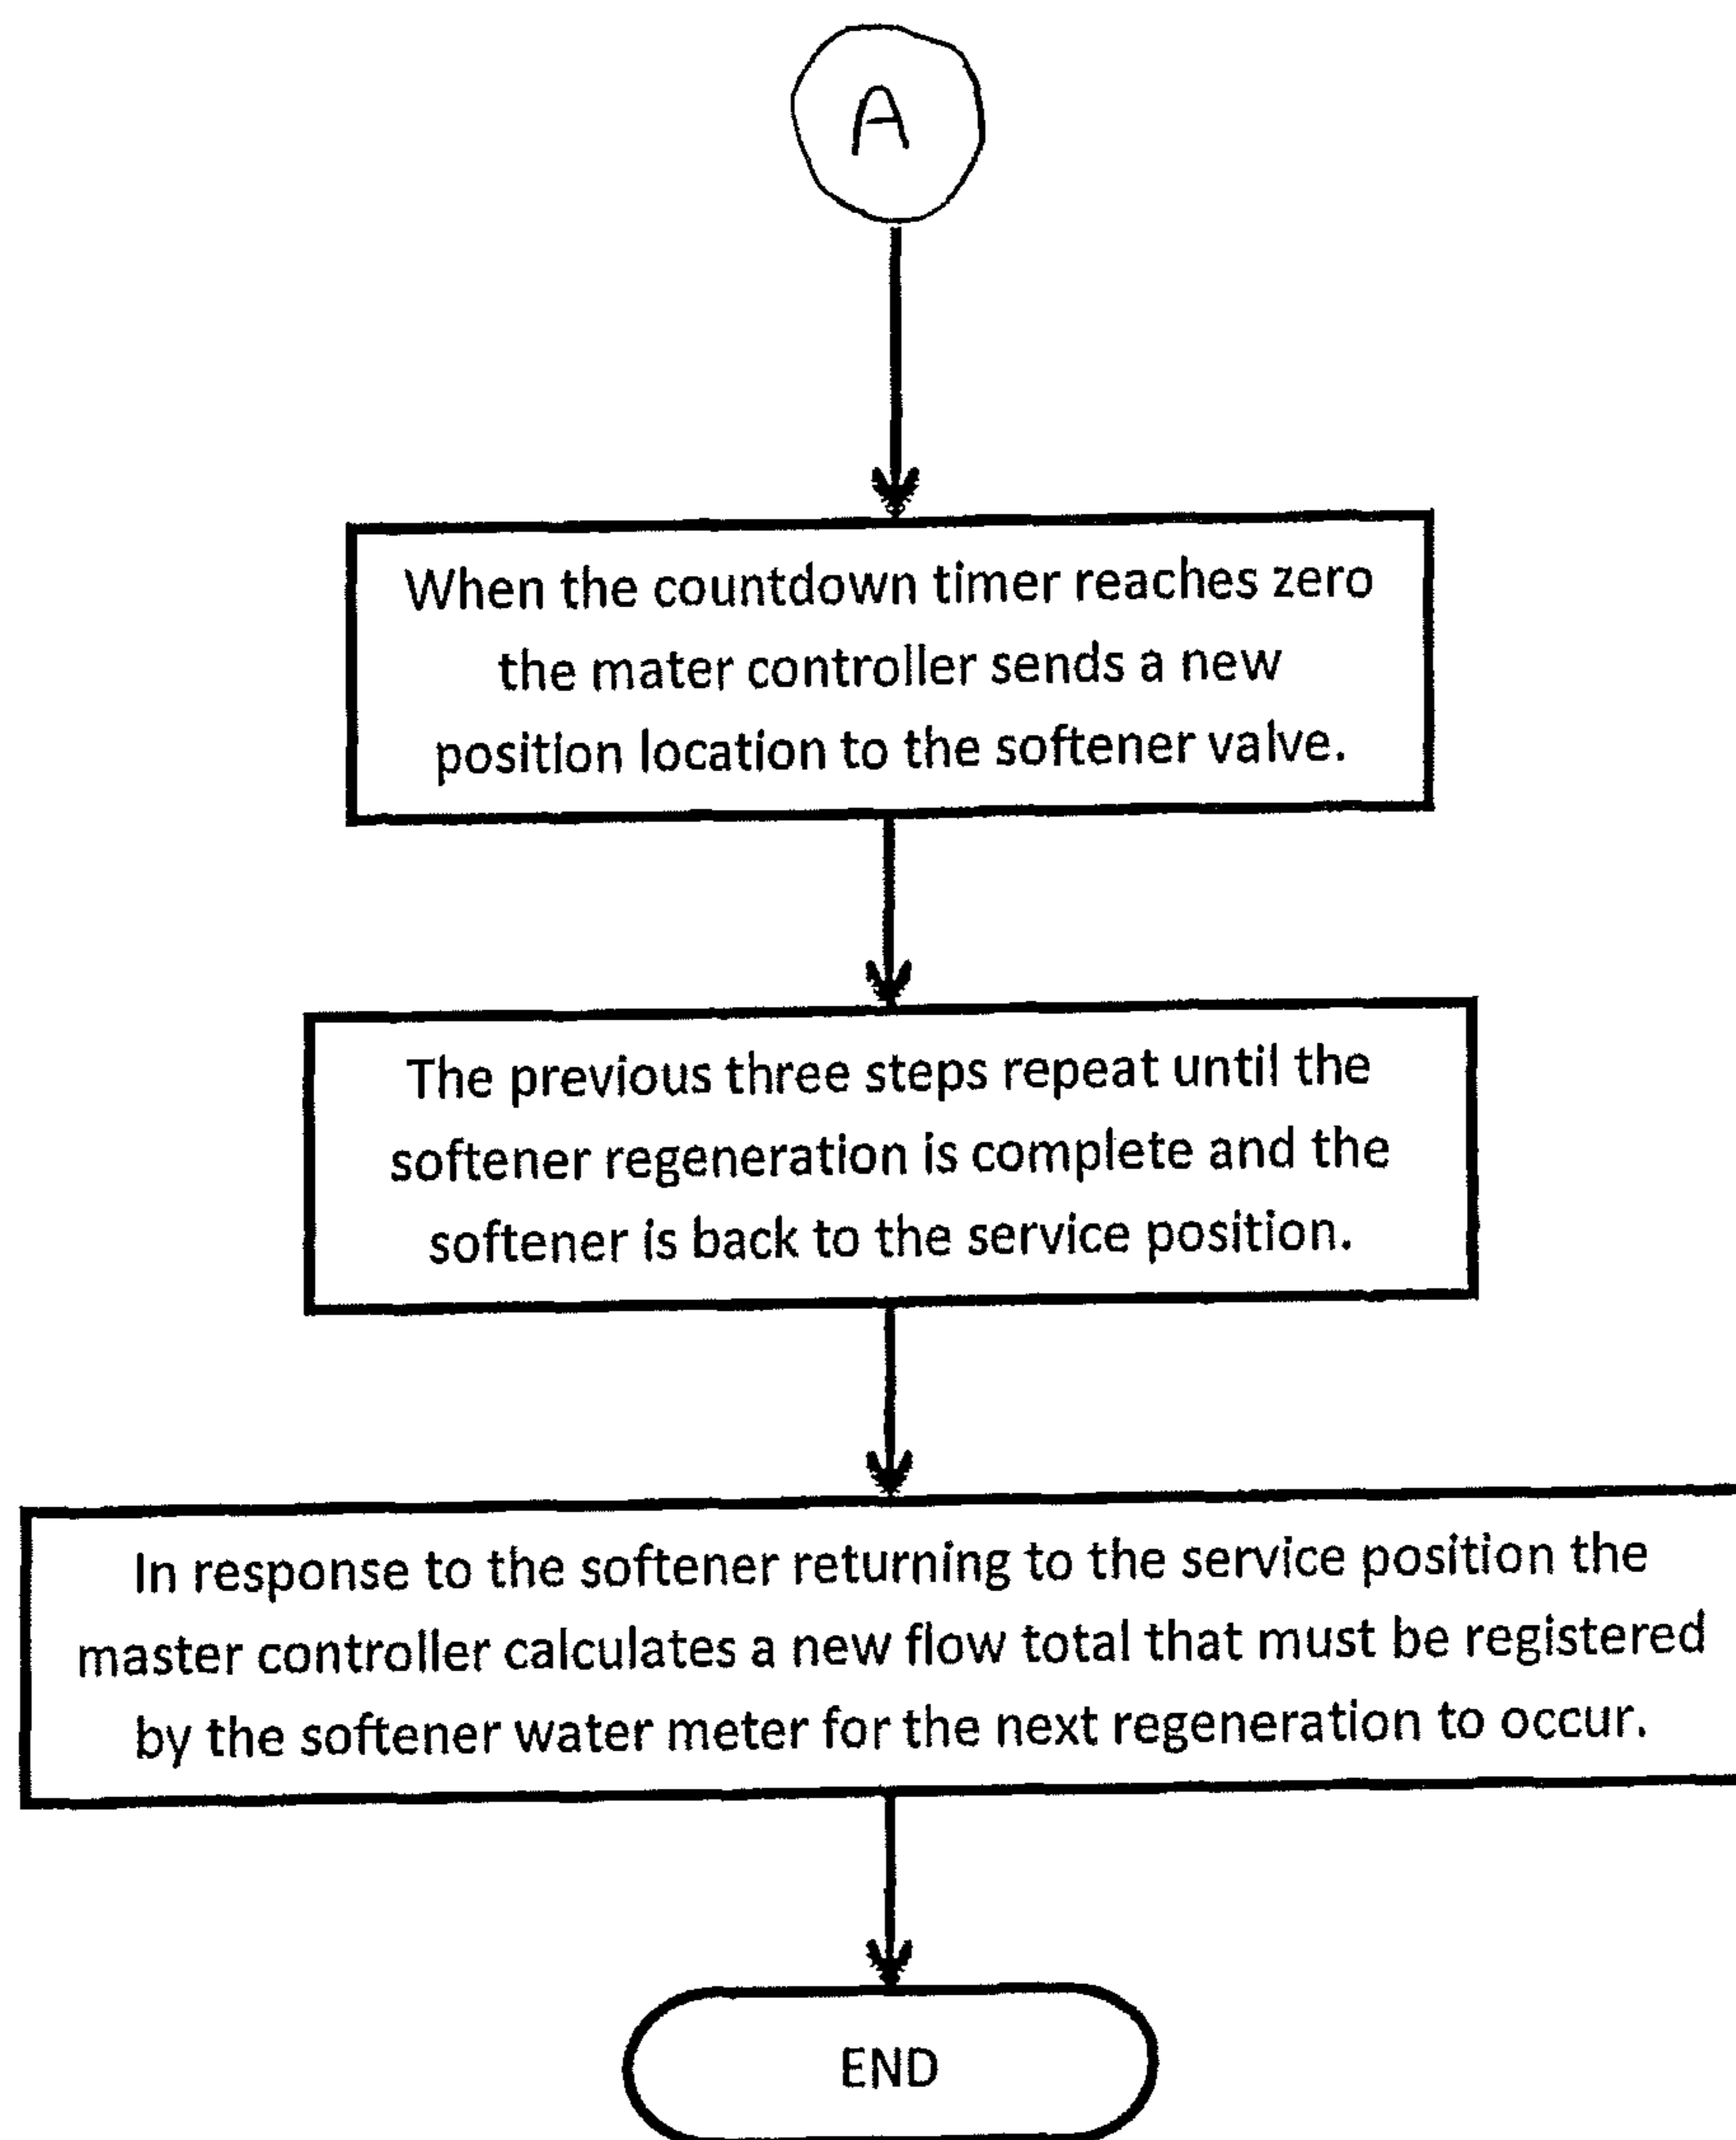 A
When the countdown timer reaches zero
the mater controller sends a new
position location to the softener valve.
The previous three steps repeat until the
softener regeneration is complete and the
softener is back to the service position.
In response to the softener returning to the service position the
master controller calculates a new flow total that must be registered
by the softener water meter for the next regeneration to occur.
END